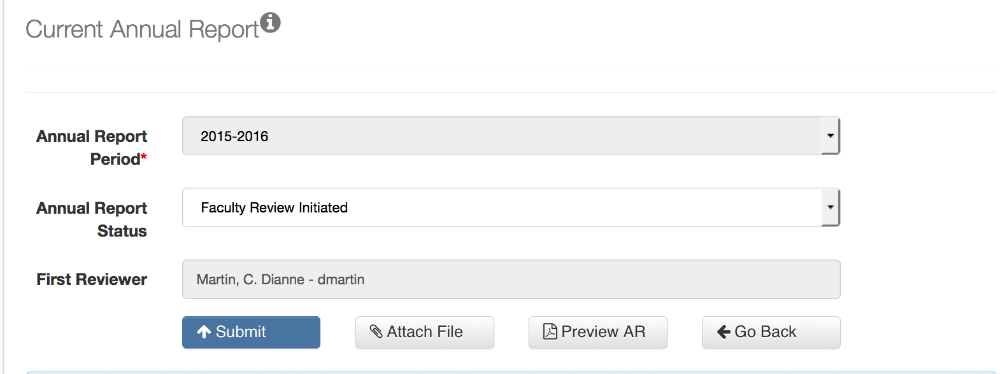 Current Annual Report
Annual Report
Period*
2015-2016
Annual Report
Status
Faculty Review Initiated
First Reviewer
Martin, C. Dianne - dmartin
Submit
Attach File
Preview AR
Go Back